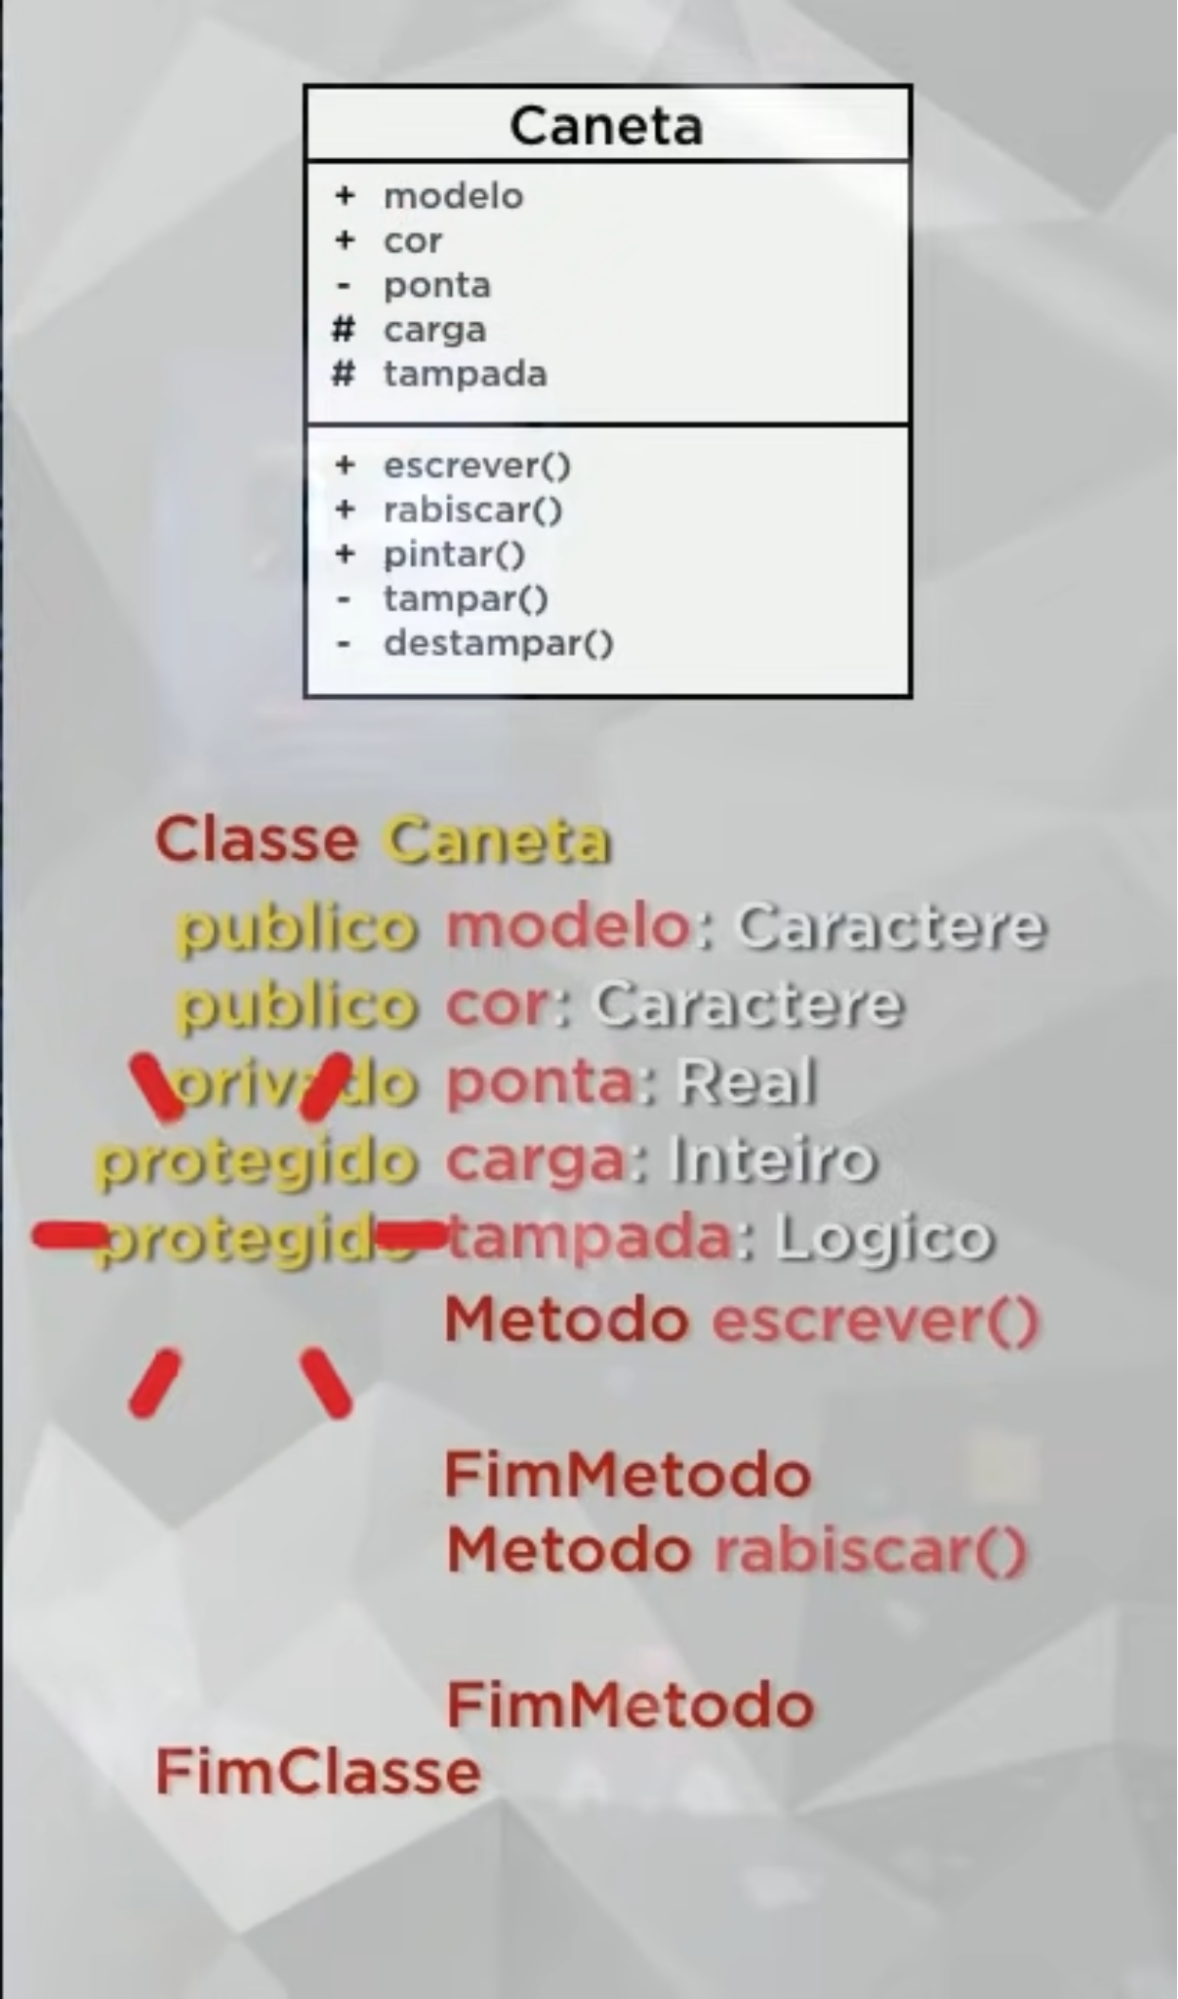 Caneta
+ modelo
+ cor
- ponta
# carga
# tampada
+ escrever()
+ rabiscar()
+ pintar()
- tampar()
- destampar()
Classe Caneta
publico modelo: Caractere
publico cor: Caractere
privado ponta: Real
protegido carga: Inteiro
protegido tampada: Logico
Metodo escrever()
FimMetodo
Metodo rabiscar()
FimMetodo
FimClasse